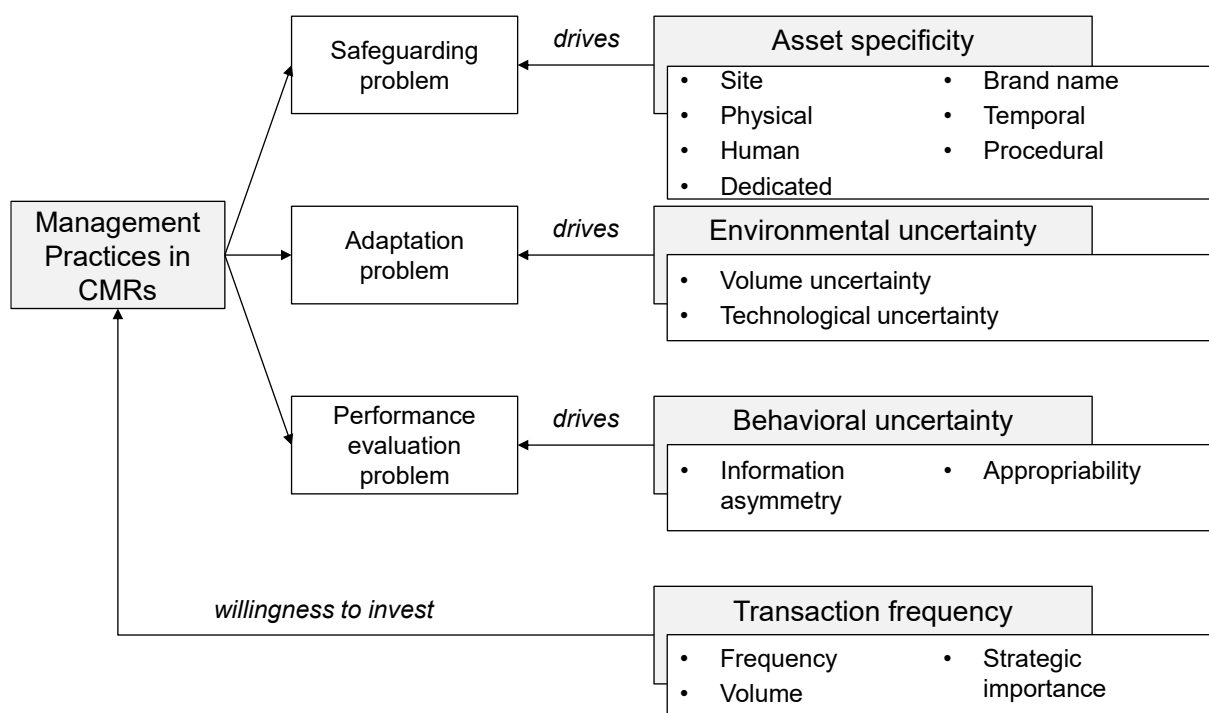 Safeguarding
problem
drives
Asset specificity
• Site
• Physical
• Human
• Dedicated
• Brand name
• Temporal
• Procedural
Management
Practices in
CMRs
Adaptation
problem
drives
Environmental uncertainty
• Volume uncertainty
• Technological uncertainty
Performance
evaluation
problem
drives
Behavioral uncertainty
• Information
asymmetry
• Appropriability
willingness to invest
Transaction frequency
• Frequency
• Volume
• Strategic
importance